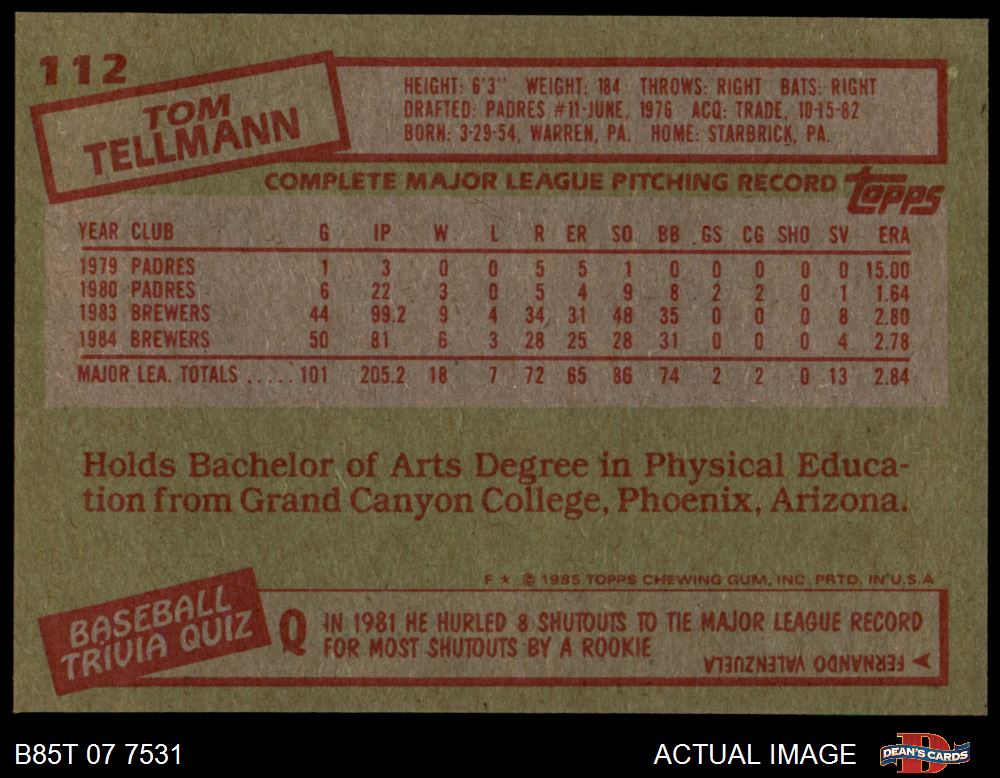 112
TOM
TELLMANN
HEIGHT: 6'3" WEIGHT: 184 THROWS: RIGHT BATS: RIGHT
DRAFTED: PADRES #11-JUNE, 1976 ACQ: TRADE, 10-15-82
BORN: 3-29-54, WARREN, PA. HOME: STARBRICK, PA.
COMPLETE MAJOR LEAGUE PITCHING RECORD topps
YEAR CLUB G IP W L R ER SO BB GS CG SHO SV ERA
1979 PADRES 1 3 0 0 5 5 1 0 0 0 0 0 15.00
1980 PADRES 6 22 3 0 5 4 9 8 2 2 0 1 1.64
1983 BREWERS 44 99.2 9 4 34 31 48 35 0 0 0 8 2.80
1984 BREWERS 50 81 6 3 28 25 28 31 0 0 0 4 2.78
MAJOR LEA. TOTALS ..... 101 205.2 18 7 72 65 86 74 2 2 0 13 2.84
Holds Bachelor of Arts Degree in Physical Educa-
tion from Grand Canyon College, Phoenix, Arizona.
F ★ © 1985 TOPPS CHEWING GUM, INC. PRTD. IN U.S.A
BASEBALL
TRIVIA QUIZ
Q IN 1981 HE HURLED 8 SHUTOUTS TO TIE MAJOR LEAGUE RECORD
FOR MOST SHUTOUTS BY A ROOKIE
FERNANDO VALENZUELA
B85T 07 7531
ACTUAL IMAGE
D
DEAN'S CARDS